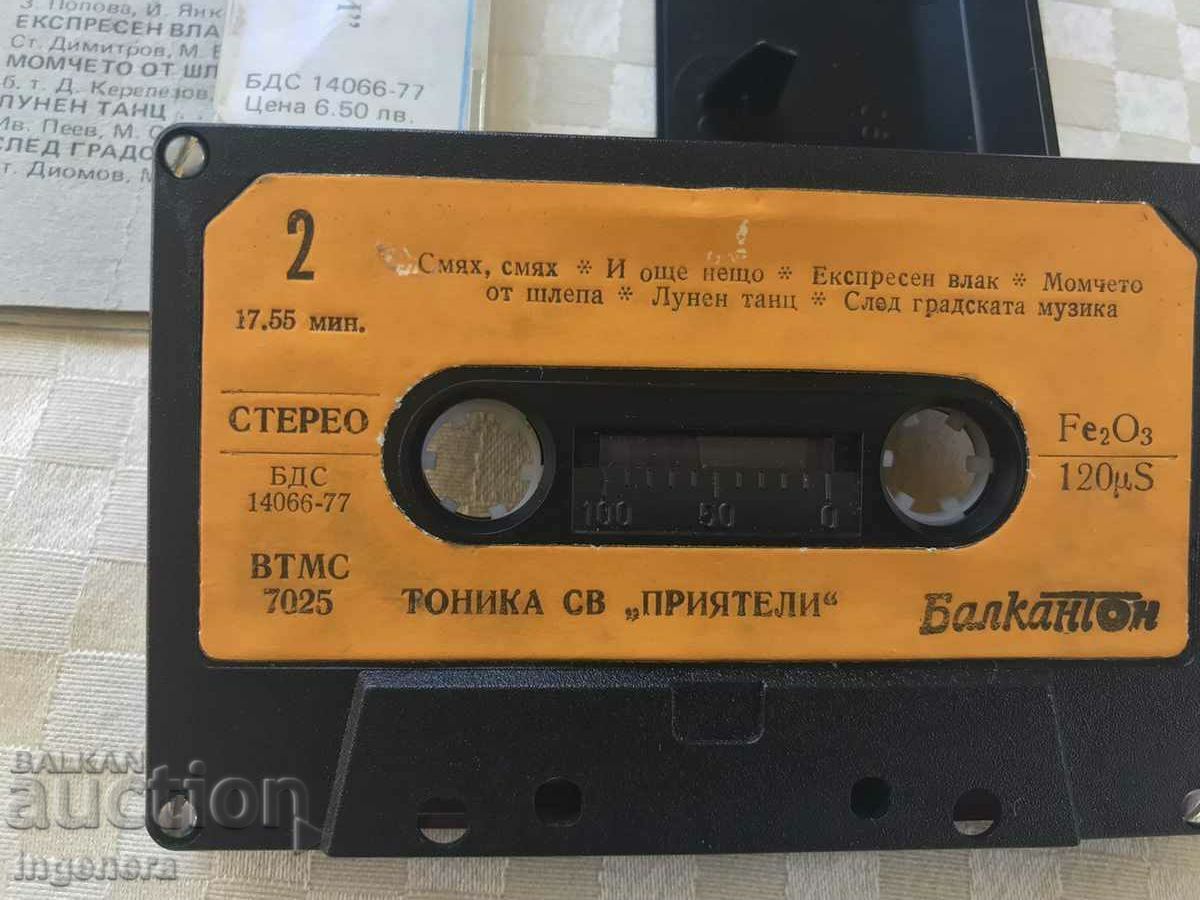 З. Попова, Й. Янк
ЕКСПРЕСЕН ВЛА
Ст. Димитров, М.
МОМЧЕТО ОТ ШЛ
б. т. Д. Керелезов,
ЛУНЕН ТАНЦ . .
Ив. Пеев, М.
СЛЕД ГРАДО
т. Диомов,
БДС 14066-77
Цена 6.50 лв.
2
17.55 мин.
Смях, смях * И още нещо * Експресен влак * Момчето
от шлепа * Лунен танц * След градската музика
СТЕРЕО
БДС
14066-77
ВТМС
7025
100 50 0
Fe₂O₃
120μS
ТОНИКА СВ „ПРИЯТЕЛИ“
Балкантон
BALKAN
auction
ingenera